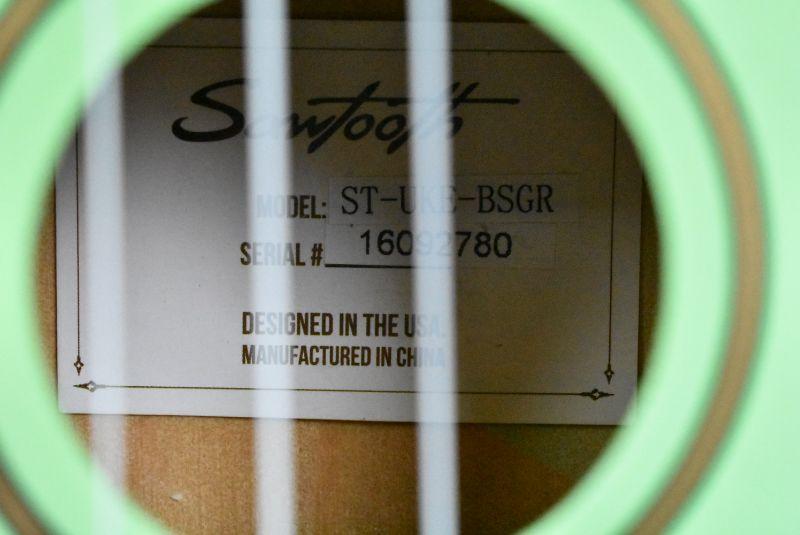 Sawtooth
MODEL: ST-UKE-BSGR
SERIAL # 16092780
DESIGNED IN THE USA.
MANUFACTURED IN CHINA